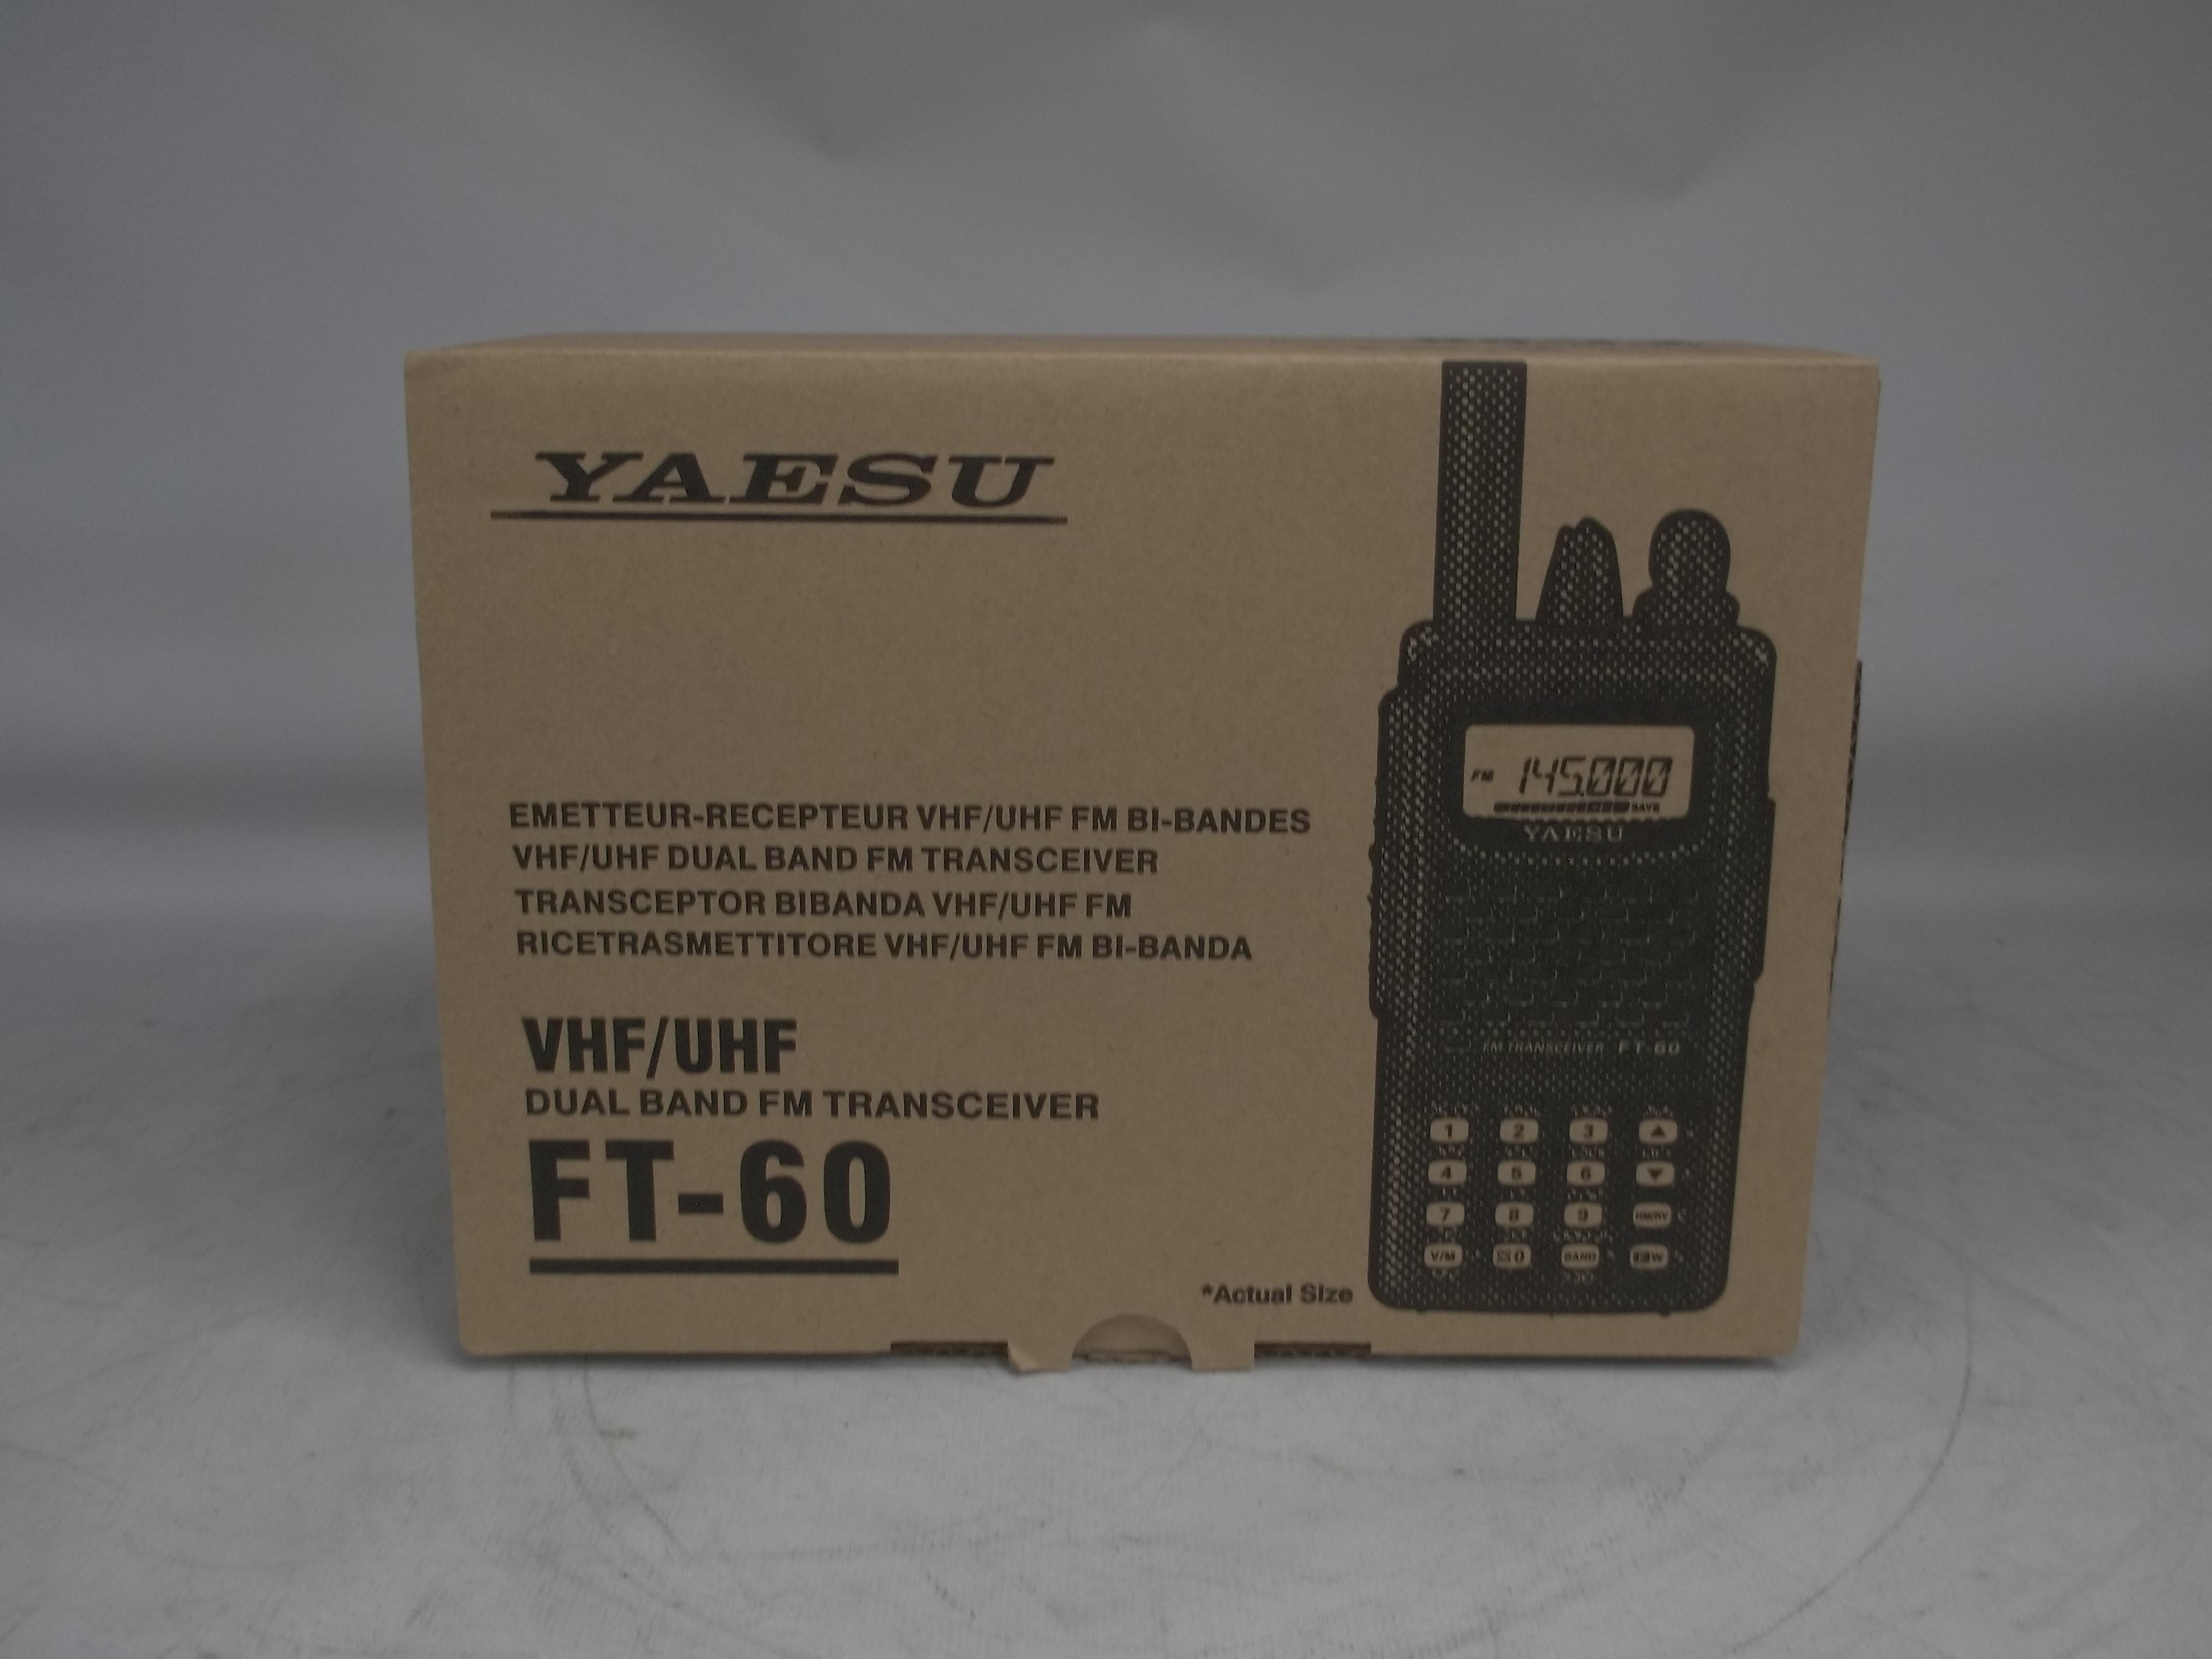 YAESU
EMETTEUR-RECEPTEUR VHF/UHF FM BI-BANDES
VHF/UHF DUAL BAND FM TRANSCEIVER
TRANSCEPTOR BIBANDA VHF/UHF FM
RICETRASMETTITORE VHF/UHF FM BI-BANDA
VHF/UHF
DUAL BAND FM TRANSCEIVER
FT-60
*Actual Size
FM 145.000
SAVE
YAESU
FM TRANSCEIVER FT-60
1 2 3 ▲
4 5 6 ▼
7 8 9
V/M 0 BAND F W